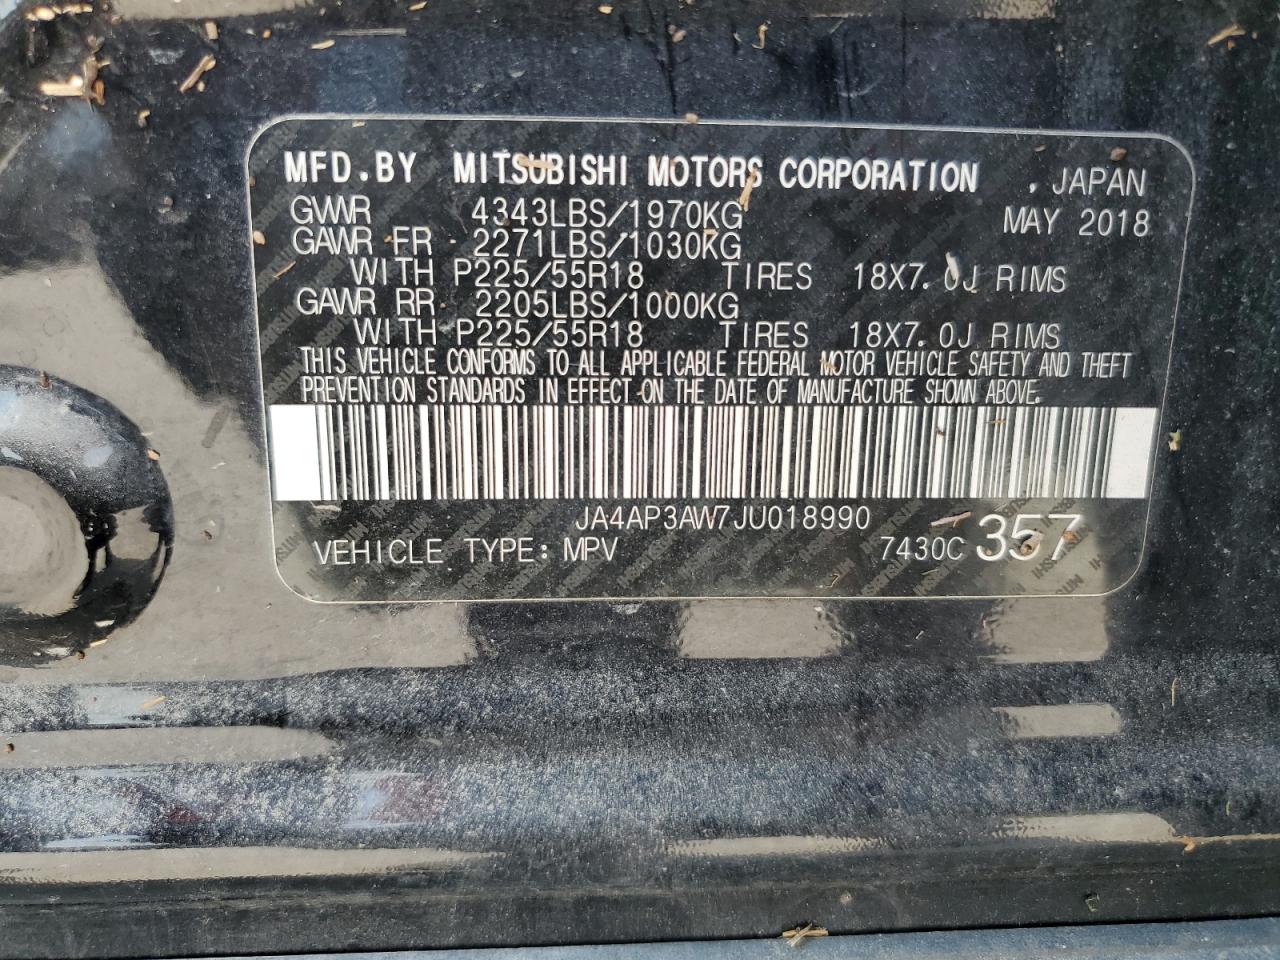 MFD.BY MITSUBISHI MOTORS CORPORATION , JAPAN
GVWR 4343LBS/1970KG MAY 2018
GAWR FR 2271LBS/1030KG
WITH P225/55R18 TIRES 18X7.0J RIMS
GAWR RR 2205LBS/1000KG
WITH P225/55R18 TIRES 18X7.0J RIMS
THIS VEHICLE CONFORMS TO ALL APPLICABLE FEDERAL MOTOR VEHICLE SAFETY AND THEFT
PREVENTION STANDARDS IN EFFECT ON THE DATE OF MANUFACTURE SHOWN ABOVE.
JA4AP3AW7JU018990
VEHICLE TYPE: MPV 7430C 357